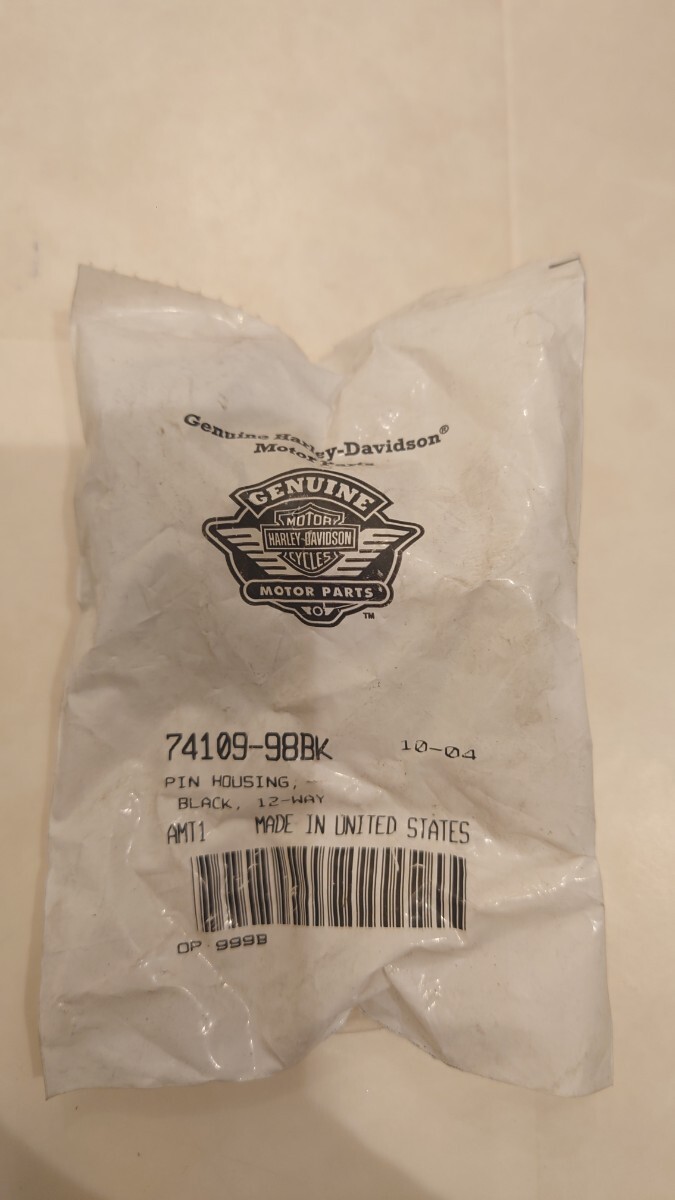 Genuine Harley-Davidson®
Motor Parts
GENUINE
MOTOR
HARLEY-DAVIDSON
CYCLES
MOTOR PARTS
TM
74109-98BK 10-04
PIN HOUSING,
BLACK, 12-WAY
AMT1 MADE IN UNITED STATES
OP 999B